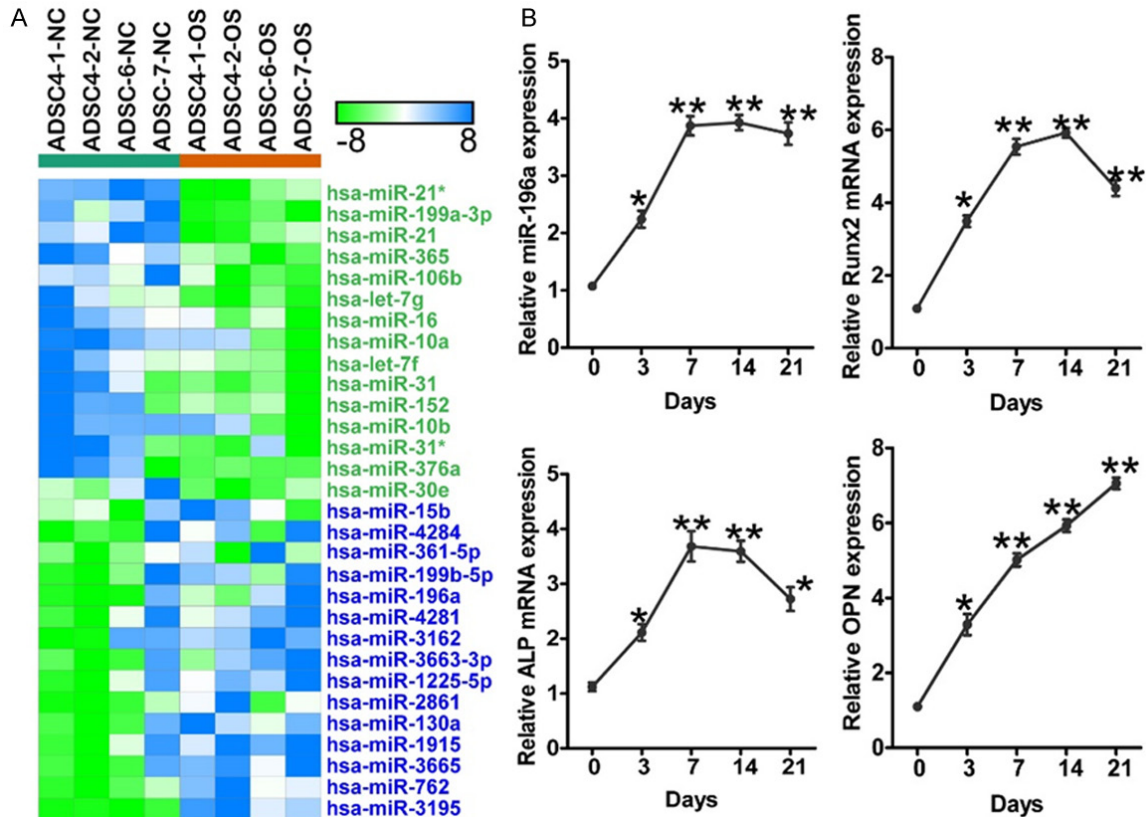 A
ADSC4-1-NC
ADSC4-2-NC
ADSC-6-NC
ADSC-7-NC
ADSC4-1-OS
ADSC4-2-OS
ADSC-6-OS
ADSC-7-OS
-8 8
hsa-miR-21*
hsa-miR-199a-3p
hsa-miR-21
hsa-miR-365
hsa-miR-106b
hsa-let-7g
hsa-miR-16
hsa-miR-10a
hsa-let-7f
hsa-miR-31
hsa-miR-152
hsa-miR-10b
hsa-miR-31*
hsa-miR-376a
hsa-miR-30e
hsa-miR-15b
hsa-miR-4284
hsa-miR-361-5p
hsa-miR-199b-5p
hsa-miR-196a
hsa-miR-4281
hsa-miR-3162
hsa-miR-3663-3p
hsa-miR-1225-5p
hsa-miR-2861
hsa-miR-130a
hsa-miR-1915
hsa-miR-3665
hsa-miR-762
hsa-miR-3195
B
Relative miR-196a expression
5
4
3
2
1
0
*
**
**
**
0 3 7 14 21
Days
Relative Runx2 mRNA expression
8
6
4
2
0
*
**
**
**
0 3 7 14 21
Days
Relative ALP mRNA expression
5
4
3
2
1
0
*
**
**
*
0 3 7 14 21
Days
Relative OPN expression
8
6
4
2
0
*
**
**
**
0 3 7 14 21
Days